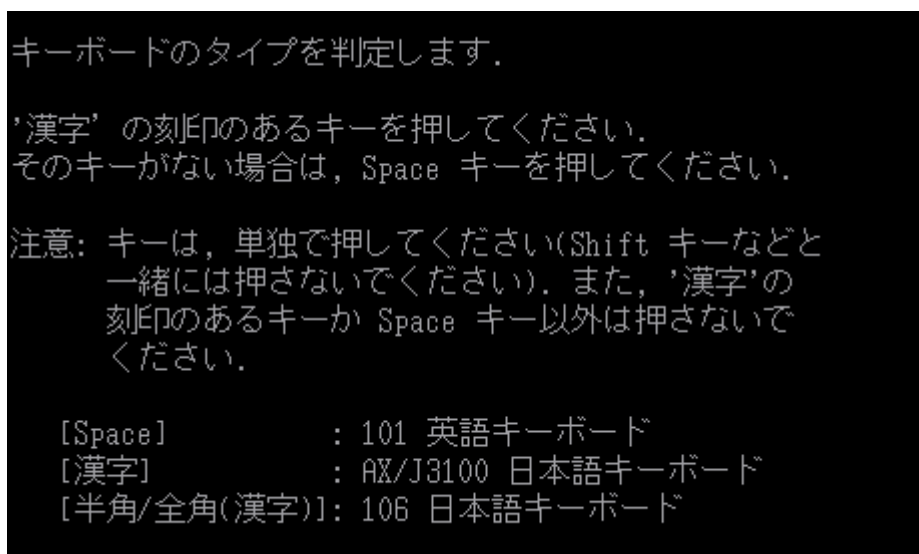 キーボードのタイプを判定します.
'漢字' の刻印のあるキーを押してください.
そのキーがない場合は, Space キーを押してください.
注意: キーは, 単独で押してください(Shift キーなどと
一緒には押さないでください). また, '漢字'の
刻印のあるキーか Space キー以外は押さないで
ください.
[Space] : 101 英語キーボード
[漢字] : AX/J3100 日本語キーボード
[半角/全角(漢字)]: 106 日本語キーボード